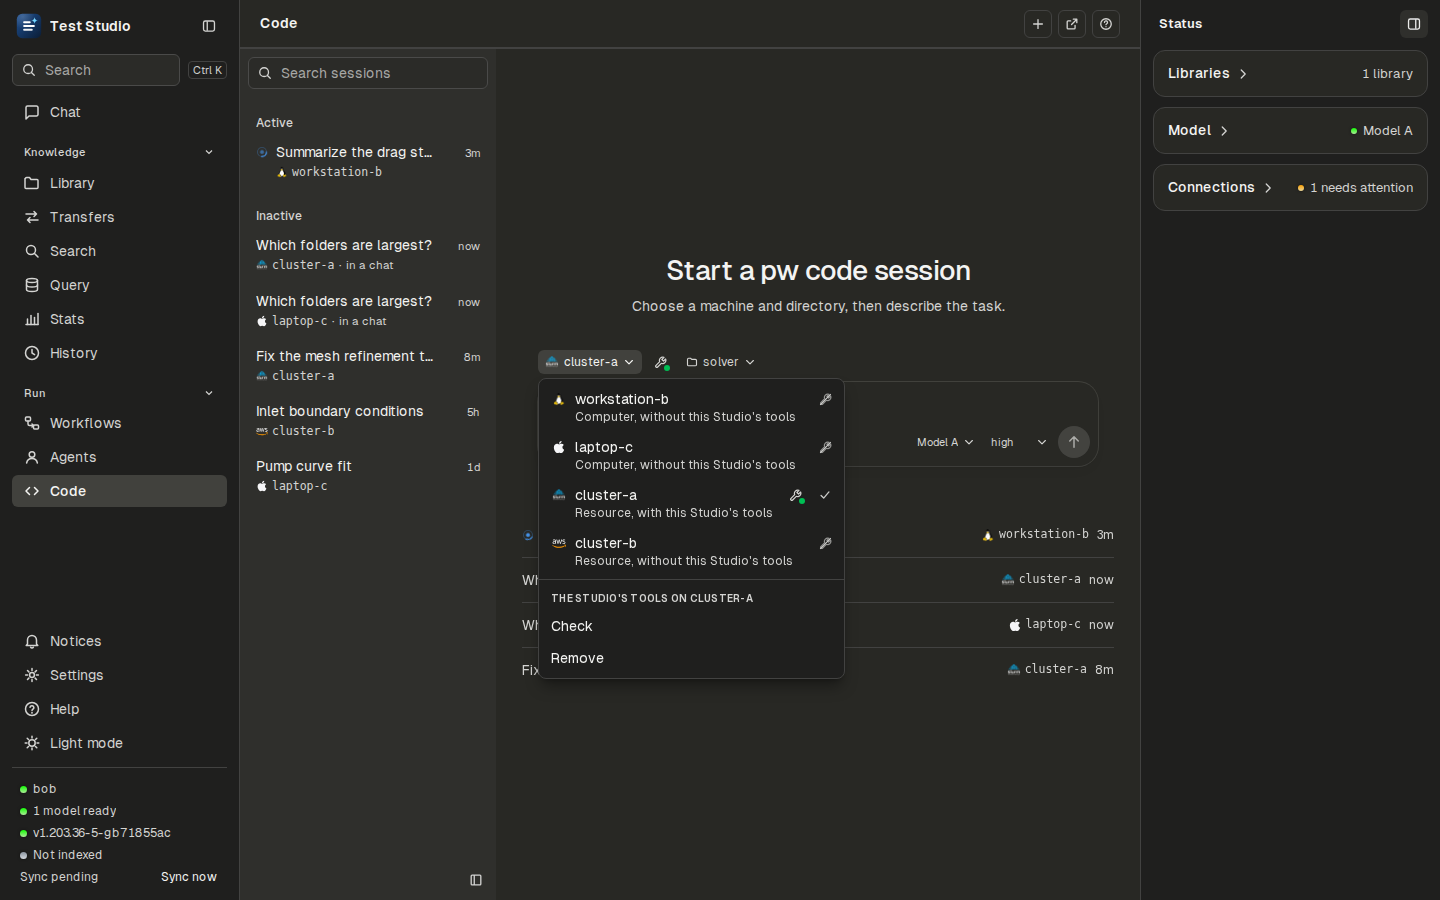 Test Studio
Search
Ctrl K
Chat
Knowledge
Library
Transfers
Search
Query
Stats
History
Run
Workflows
Agents
Code
Notices
Settings
Help
Light mode
bob
1 model ready
v1.203.36-5-gb71855ac
Not indexed
Sync pending
Sync now
Code
Search sessions
Active
Summarize the drag st…
3m
workstation-b
Inactive
Which folders are largest?
now
cluster-a · in a chat
Which folders are largest?
now
laptop-c · in a chat
Fix the mesh refinement t…
8m
cluster-a
Inlet boundary conditions
5h
aws cluster-b
Pump curve fit
1d
laptop-c
Start a pw code session
Choose a machine and directory, then describe the task.
cluster-a
solver
workstation-b
Computer, without this Studio's tools
laptop-c
Computer, without this Studio's tools
cluster-a
Resource, with this Studio's tools
aws cluster-b
Resource, without this Studio's tools
THE STUDIO'S TOOLS ON CLUSTER-A
Check
Remove
Model A
high
workstation-b 3m
Wh
cluster-a now
Wh
laptop-c now
Fix
cluster-a 8m
Status
Libraries
1 library
Model
Model A
Connections
1 needs attention